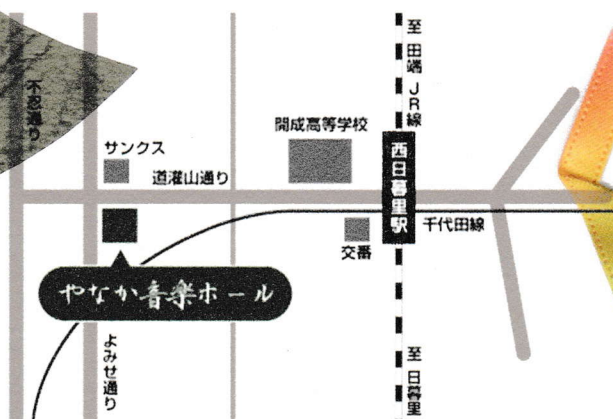 至
田端
JR線
不忍通り
サンクス
開成高等学校
道灌山通り
西日暮里駅
千代田線
交番
やなか音楽ホール
よみせ通り
至
日暮里